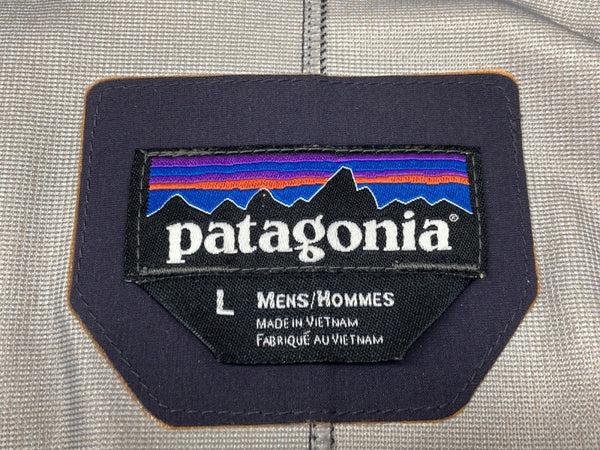 patagonia®
L MENS/HOMMES
MADE IN VIETNAM
FABRIQUÉ AU VIETNAM